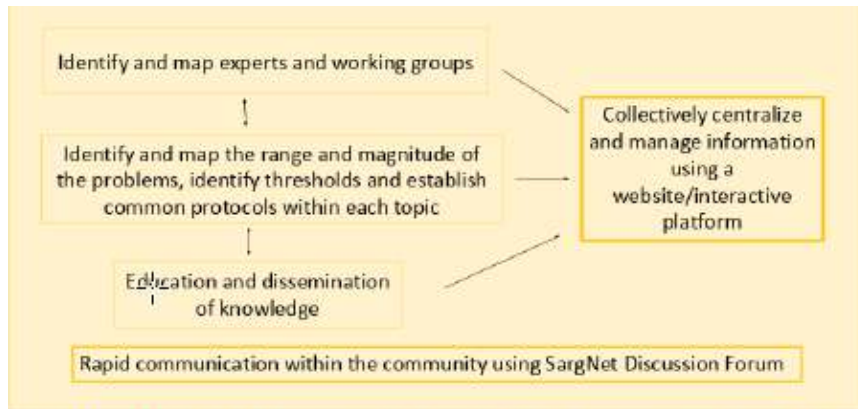 Identify and map experts and working groups
Identify and map the range and magnitude of
the problems, identify thresholds and establish
common protocols within each topic
Education and dissemination
of knowledge
Collectively centralize
and manage information
using a
website/interactive
platform
Rapid communication within the community using SargNet Discussion Forum